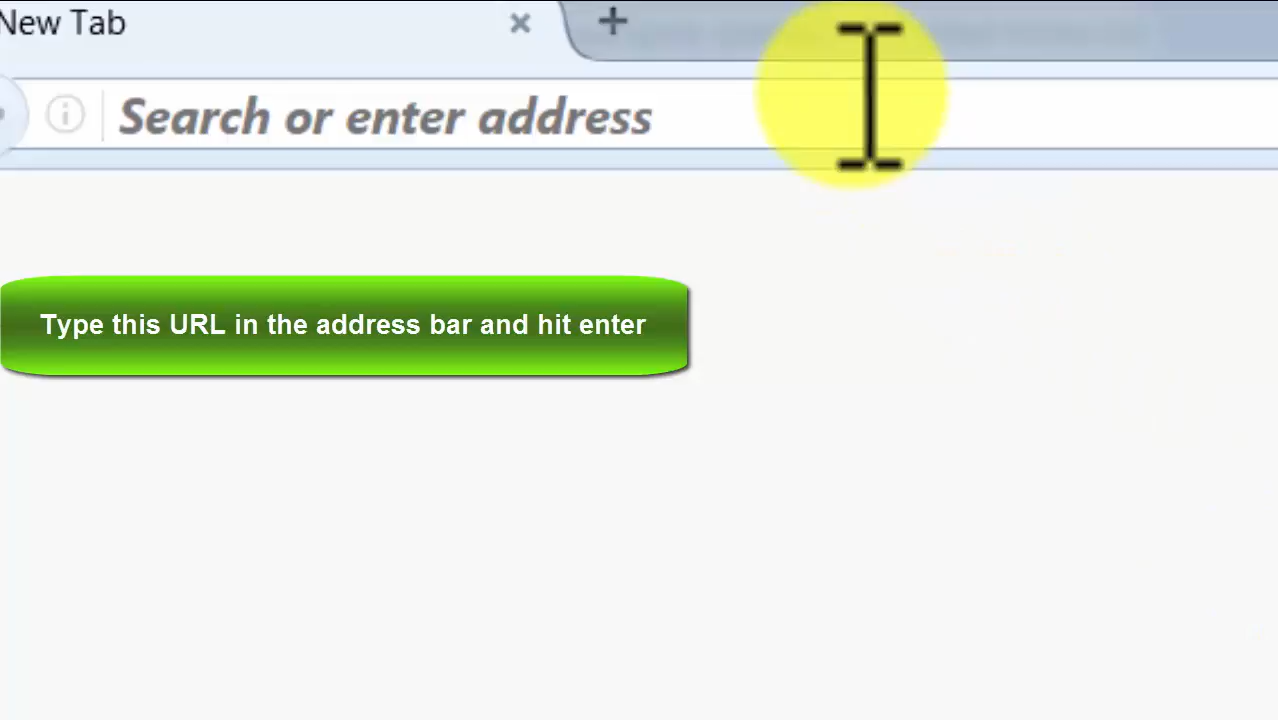 New Tab
Search or enter address
Type this URL in the address bar and hit enter